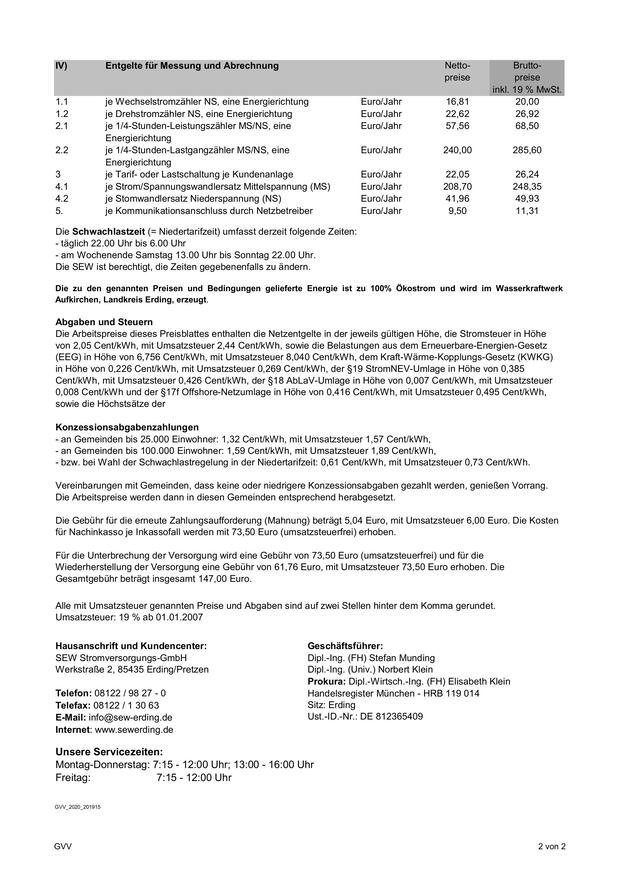 IV) Entgelte für Messung und Abrechnung Netto- Brutto-
preise preise
inkl. 19 % MwSt.
1.1 je Wechselstromzähler NS, eine Energierichtung Euro/Jahr 16,81 20,00
1.2 je Drehstromzähler NS, eine Energierichtung Euro/Jahr 22,62 26,92
2.1 je 1/4-Stunden-Leistungszähler MS/NS, eine Euro/Jahr 57,56 68,50
Energierichtung
2.2 je 1/4-Stunden-Lastgangzähler MS/NS, eine Euro/Jahr 240,00 285,60
Energierichtung
3 je Tarif- oder Lastschaltung je Kundenanlage Euro/Jahr 22,05 26,24
4.1 je Strom/Spannungswandlersatz Mittelspannung (MS) Euro/Jahr 208,70 248,35
4.2 je Stomwandlersatz Niederspannung (NS) Euro/Jahr 41,96 49,93
5. je Kommunikationsanschluss durch Netzbetreiber Euro/Jahr 9,50 11,31
Die Schwachlastzeit (= Niedertarifzeit) umfasst derzeit folgende Zeiten:
- täglich 22.00 Uhr bis 6.00 Uhr
- am Wochenende Samstag 13.00 Uhr bis Sonntag 22.00 Uhr.
Die SEW ist berechtigt, die Zeiten gegebenenfalls zu ändern.
Die zu den genannten Preisen und Bedingungen gelieferte Energie ist zu 100% Ökostrom und wird im Wasserkraftwerk
Aufkirchen, Landkreis Erding, erzeugt.
Abgaben und Steuern
Die Arbeitspreise dieses Preisblattes enthalten die Netzentgelte in der jeweils gültigen Höhe, die Stromsteuer in Höhe
von 2,05 Cent/kWh, mit Umsatzsteuer 2,44 Cent/kWh, sowie die Belastungen aus dem Erneuerbare-Energien-Gesetz
(EEG) in Höhe von 6,756 Cent/kWh, mit Umsatzsteuer 8,040 Cent/kWh, dem Kraft-Wärme-Kopplungs-Gesetz (KWKG)
in Höhe von 0,226 Cent/kWh, mit Umsatzsteuer 0,269 Cent/kWh, der §19 StromNEV-Umlage in Höhe von 0,385
Cent/kWh, mit Umsatzsteuer 0,426 Cent/kWh, der §18 AbLaV-Umlage in Höhe von 0,007 Cent/kWh, mit Umsatzsteuer
0,008 Cent/kWh und der §17f Offshore-Netzumlage in Höhe von 0,416 Cent/kWh, mit Umsatzsteuer 0,495 Cent/kWh,
sowie die Höchstsätze der
Konzessionsabgabenzahlungen
- an Gemeinden bis 25.000 Einwohner: 1,32 Cent/kWh, mit Umsatzsteuer 1,57 Cent/kWh,
- an Gemeinden bis 100.000 Einwohner: 1,59 Cent/kWh, mit Umsatzsteuer 1,89 Cent/kWh,
- bzw. bei Wahl der Schwachlastregelung in der Niedertarifzeit: 0,61 Cent/kWh, mit Umsatzsteuer 0,73 Cent/kWh.
Vereinbarungen mit Gemeinden, dass keine oder niedrigere Konzessionsabgaben gezahlt werden, genießen Vorrang.
Die Arbeitspreise werden dann in diesen Gemeinden entsprechend herabgesetzt.
Die Gebühr für die erneute Zahlungsaufforderung (Mahnung) beträgt 5,04 Euro, mit Umsatzsteuer 6,00 Euro. Die Kosten
für Nachinkasso je Inkassofall werden mit 73,50 Euro (umsatzsteuerfrei) erhoben.
Für die Unterbrechung der Versorgung wird eine Gebühr von 73,50 Euro (umsatzsteuerfrei) und für die
Wiederherstellung der Versorgung eine Gebühr von 61,76 Euro, mit Umsatzsteuer 73,50 Euro erhoben. Die
Gesamtgebühr beträgt insgesamt 147,00 Euro.
Alle mit Umsatzsteuer genannten Preise und Abgaben sind auf zwei Stellen hinter dem Komma gerundet.
Umsatzsteuer: 19 % ab 01.01.2007
Hausanschrift und Kundencenter:
SEW Stromversorgungs-GmbH
Werkstraße 2, 85435 Erding/Pretzen
Telefon: 08122 / 98 27 - 0
Telefax: 08122 / 1 30 63
E-Mail: info@sew-erding.de
Internet: www.sewerding.de
Geschäftsführer:
Dipl.-Ing. (FH) Stefan Munding
Dipl.-Ing. (Univ.) Norbert Klein
Prokura: Dipl.-Wirtsch.-Ing. (FH) Elisabeth Klein
Handelsregister München - HRB 119 014
Sitz: Erding
Ust.-ID.-Nr.: DE 812365409
Unsere Servicezeiten:
Montag-Donnerstag: 7:15 - 12:00 Uhr; 13:00 - 16:00 Uhr
Freitag: 7:15 - 12:00 Uhr
GVV_2020_201915
GVV 2 von 2